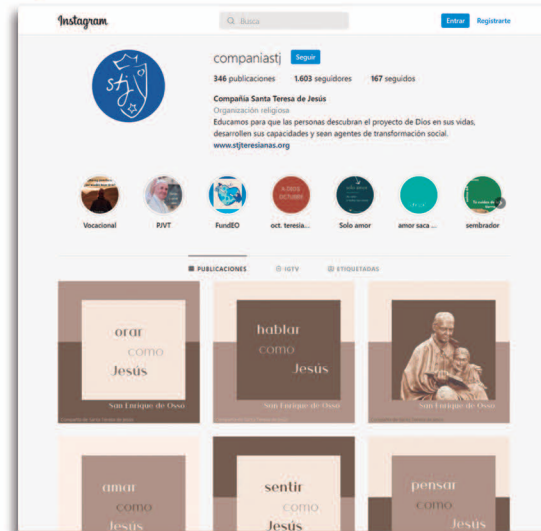 Instagram
Busca
Entrar Registrarte
stj
companiastj Seguir
346 publicaciones 1.603 seguidores 167 seguidos
Compañía Santa Teresa de Jesús
Organización religiosa
Educamos para que las personas descubran el proyecto de Dios en sus vidas,
desarrollen sus capacidades y sean agentes de transformación social.
www.stjteresianas.org
Vocacional PJVT FundEO oct. teresia... Solo amor amor saca ... sembrador
PUBLICACIONES IGTV ETIQUETADAS
orar
como
Jesús
San Enrique de Ossó
hablar
como
Jesús
San Enrique de Ossó
San Enrique de Ossó
amar
como
Jesús
sentir
como
Jesús
pensar
como
Jesús